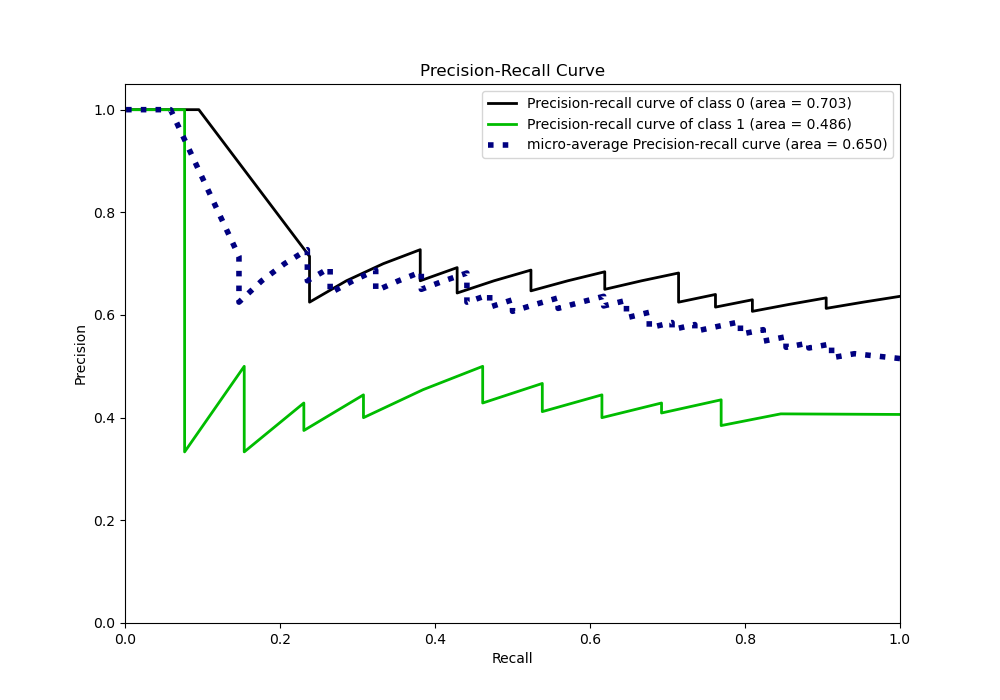 Precision-Recall Curve
Precision-recall curve of class 0 (area = 0.703)
Precision-recall curve of class 1 (area = 0.486)
micro-average Precision-recall curve (area = 0.650)
1.0
0.8
0.6
0.4
0.2
0.0
Precision
0.0 0.2 0.4 0.6 0.8 1.0
Recall